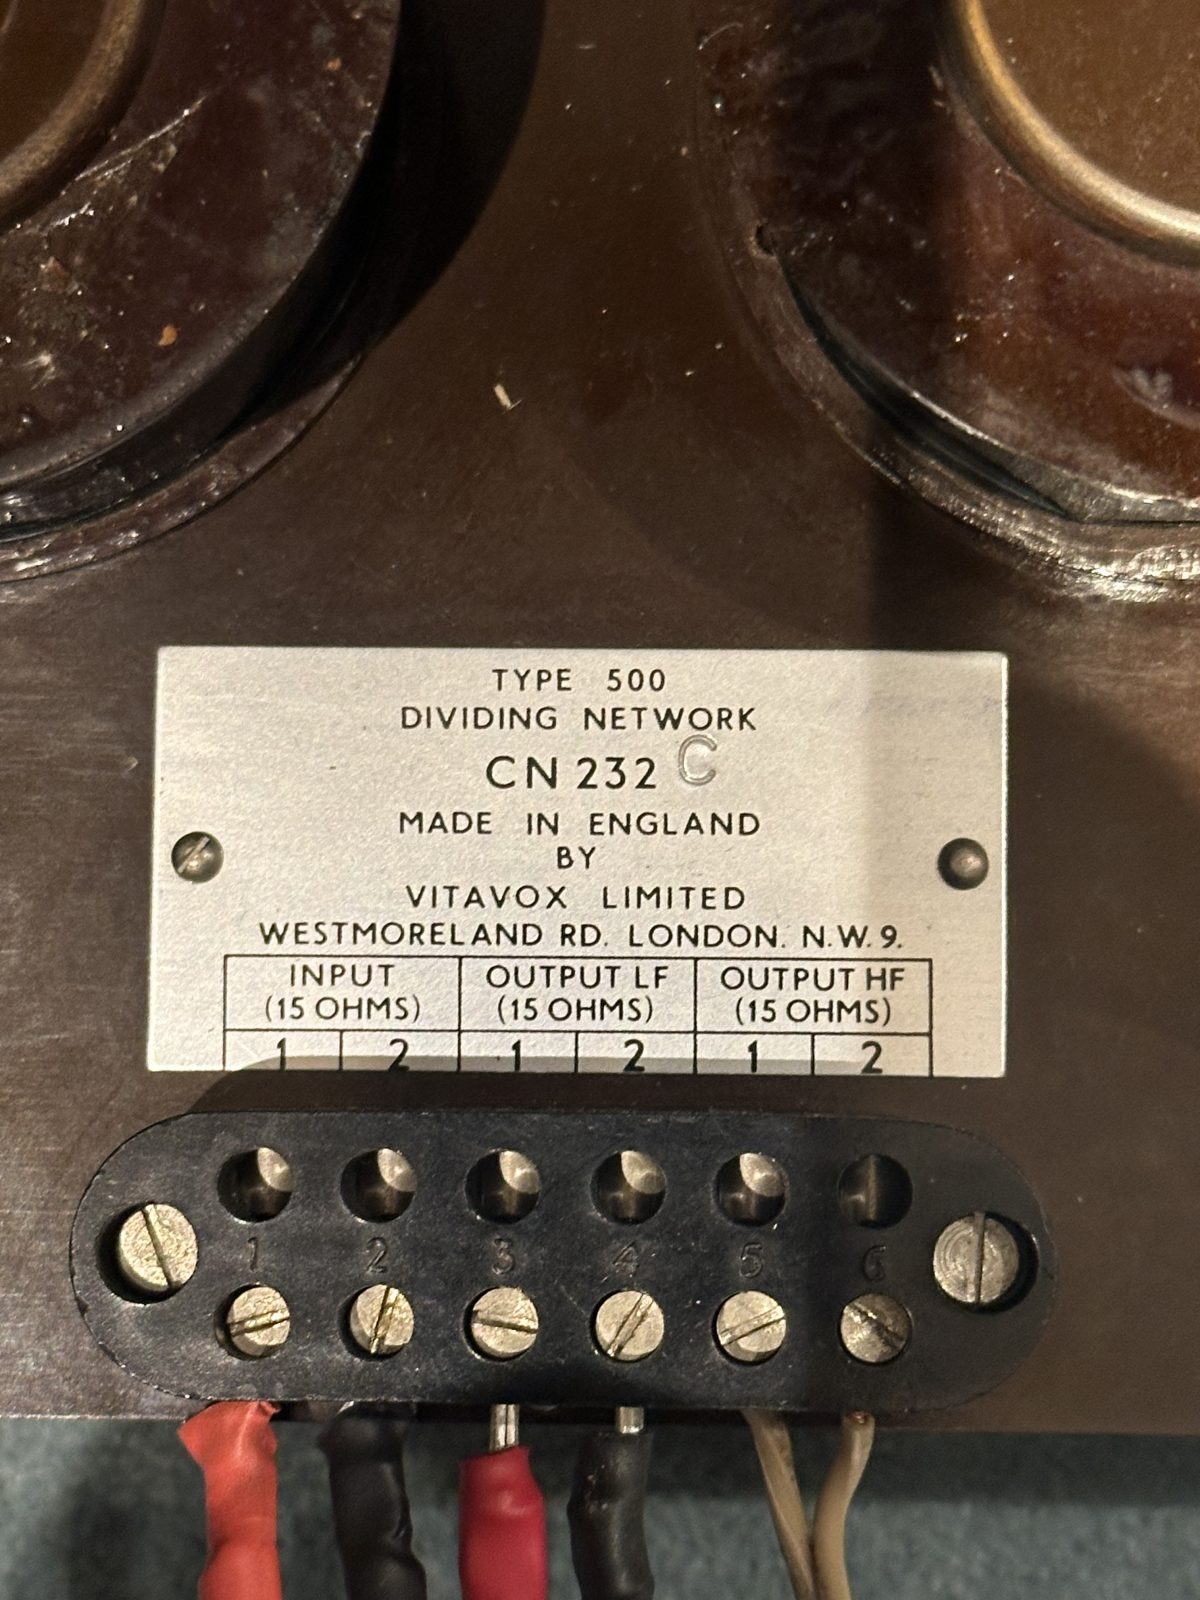 TYPE 500
DIVIDING NETWORK
CN 232 C
MADE IN ENGLAND
BY
VITAVOX LIMITED
WESTMORELAND RD. LONDON. N.W. 9.
INPUT OUTPUT LF OUTPUT HF
(15 OHMS) (15 OHMS) (15 OHMS)
1 2 1 2 1 2
1 2 3 4 5 6